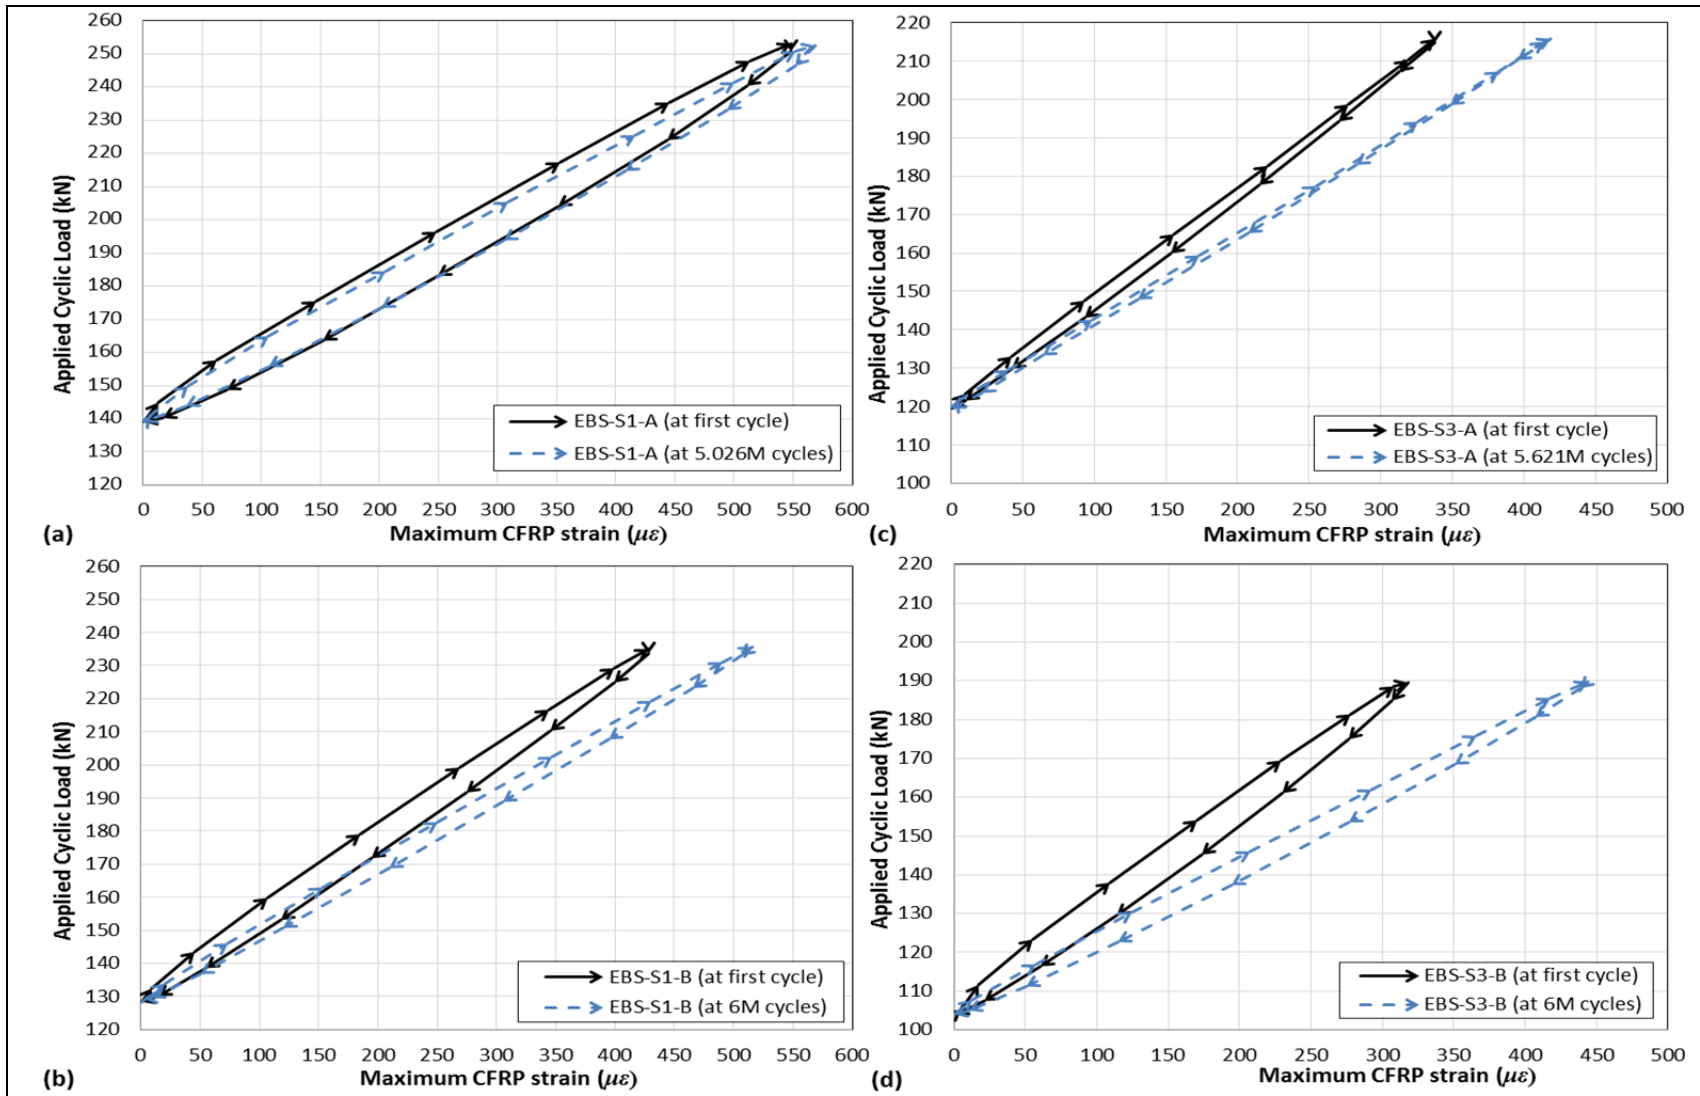 260
250
240
230
220
210
200
190
180
170
160
150
140
130
120
Applied Cyclic Load (kN)
EBS-S1-A (at first cycle)
EBS-S1-A (at 5.026M cycles)
0 50 100 150 200 250 300 350 400 450 500 550 600
(a) Maximum CFRP strain (με)
220
210
200
190
180
170
160
150
140
130
120
110
100
Applied Cyclic Load (kN)
EBS-S3-A (at first cycle)
EBS-S3-A (at 5.621M cycles)
0 50 100 150 200 250 300 350 400 450 500
(c) Maximum CFRP strain (με)
260
250
240
230
220
210
200
190
180
170
160
150
140
130
120
Applied Cyclic Load (kN)
EBS-S1-B (at first cycle)
EBS-S1-B (at 6M cycles)
0 50 100 150 200 250 300 350 400 450 500 550 600
(b) Maximum CFRP strain (με)
220
210
200
190
180
170
160
150
140
130
120
110
100
Applied Cyclic Load (kN)
EBS-S3-B (at first cycle)
EBS-S3-B (at 6M cycles)
0 50 100 150 200 250 300 350 400 450 500
(d) Maximum CFRP strain (με)